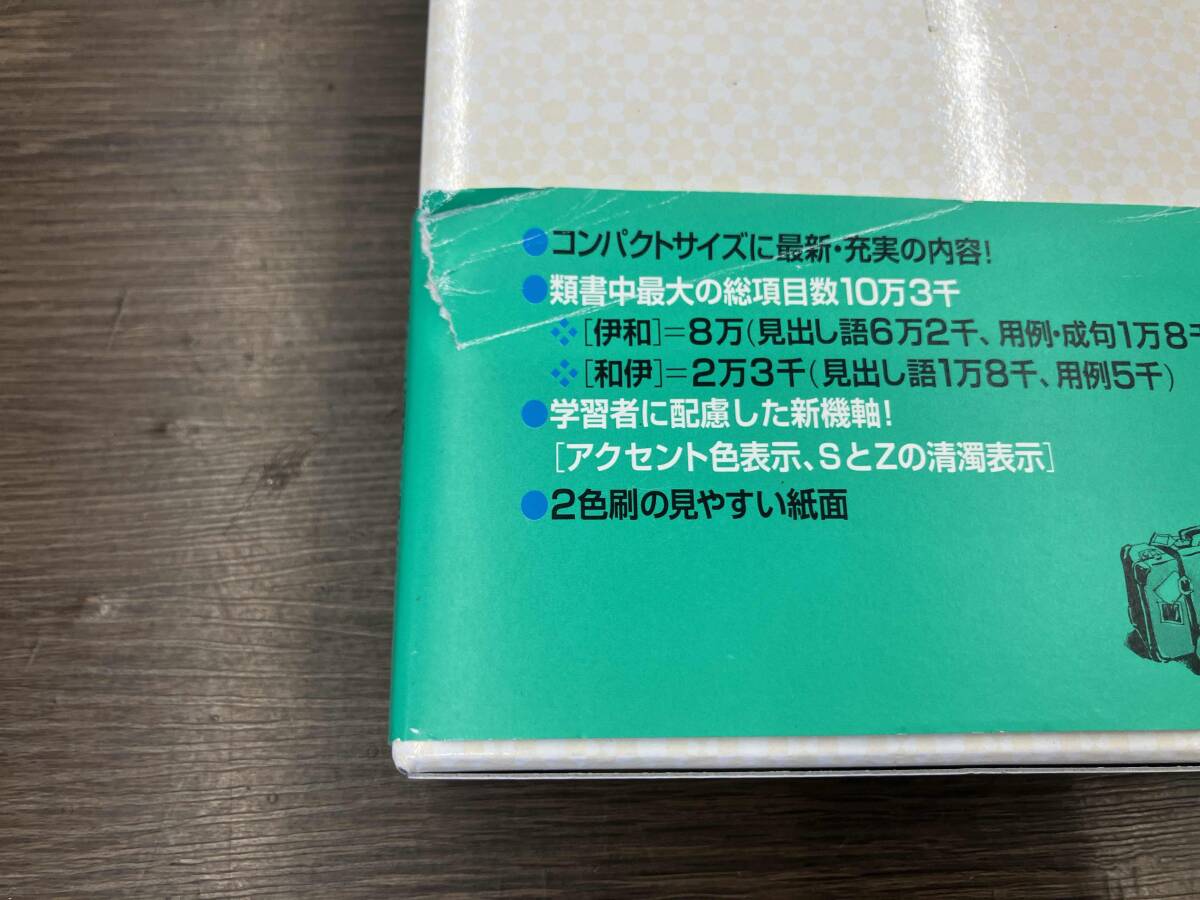 ●コンパクトサイズに最新・充実の内容!
●類書中最大の総項目数10万3千
❖[伊和]=8万(見出し語6万2千、用例・成句1万8千
❖[和伊]=2万3千(見出し語1万8千、用例5千)
●学習者に配慮した新機軸!
[アクセント色表示、SとZの清濁表示]
●2色刷の見やすい紙面